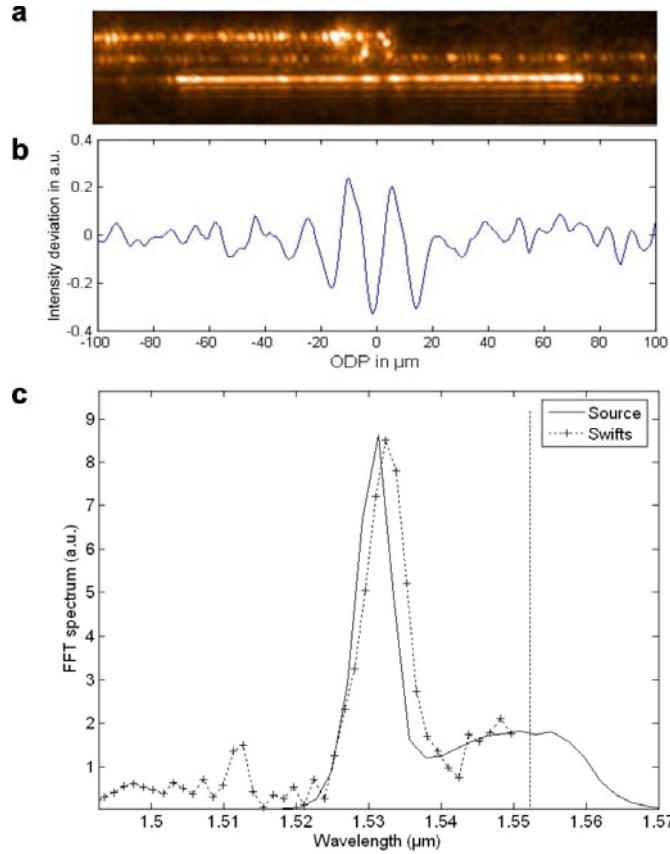 a
b
Intensity deviation in a.u.
0.4
0.2
0
-0.2
-0.4
-100 -80 -60 -40 -20 0 20 40 60 80 100
ODP in µm
c
FFT spectrum (a.u.)
9
8
7
6
5
4
3
2
1
Source
Swifts
1.5 1.51 1.52 1.53 1.54 1.55 1.56 1.57
Wavelength (µm)